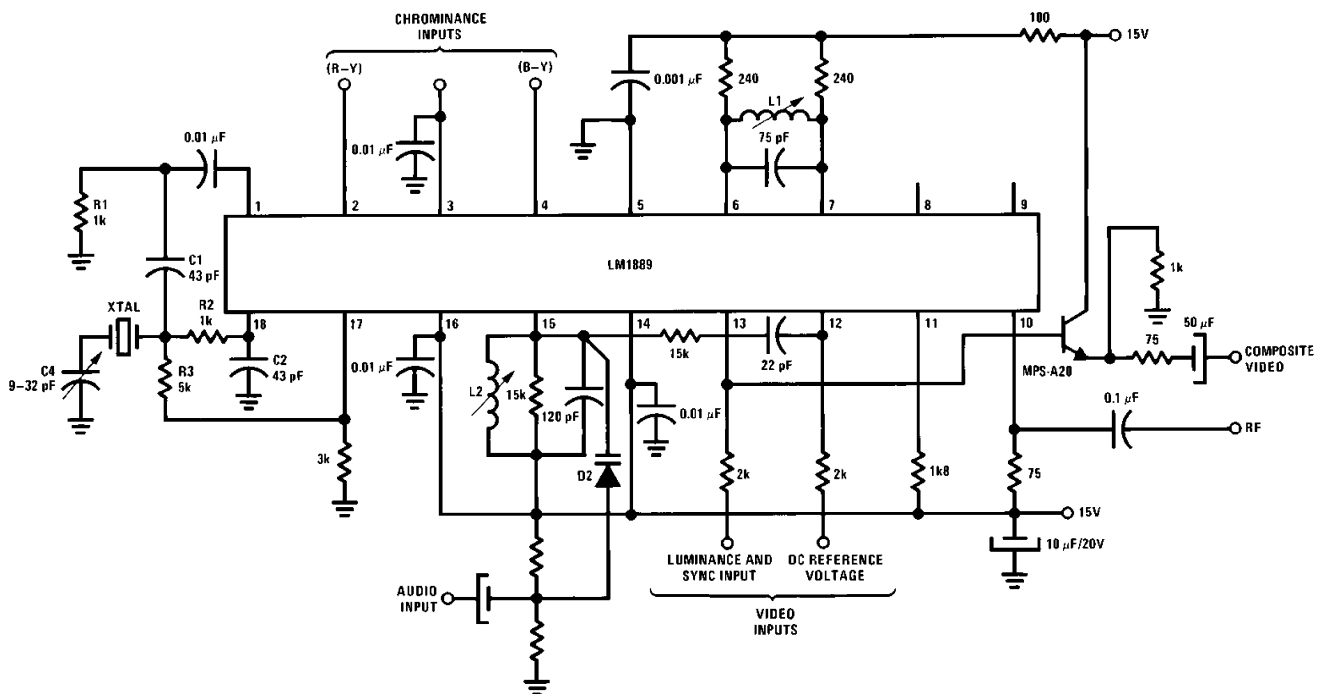 CHROMINANCE
INPUTS
(R–Y)
(B–Y)
100
15V
0.001 µF
240
240
L1
75 pF
0.01 µF
0.01 µF
R1
1k
1
2
3
4
5
6
7
8
9
LM1889
C1
43 pF
1k
XTAL
R2
1k
18
17
16
15
14
13
12
11
10
C4
9–32 pF
R3
5k
C2
43 pF
0.01 µF
L2
15k
120 pF
15k
22 pF
0.01 µF
MPS-A20
75
50 µF
COMPOSITE
VIDEO
0.1 µF
RF
3k
D2
2k
2k
1k8
75
15V
10 µF/20V
LUMINANCE AND
SYNC INPUT
DC REFERENCE
VOLTAGE
AUDIO
INPUT
VIDEO
INPUTS